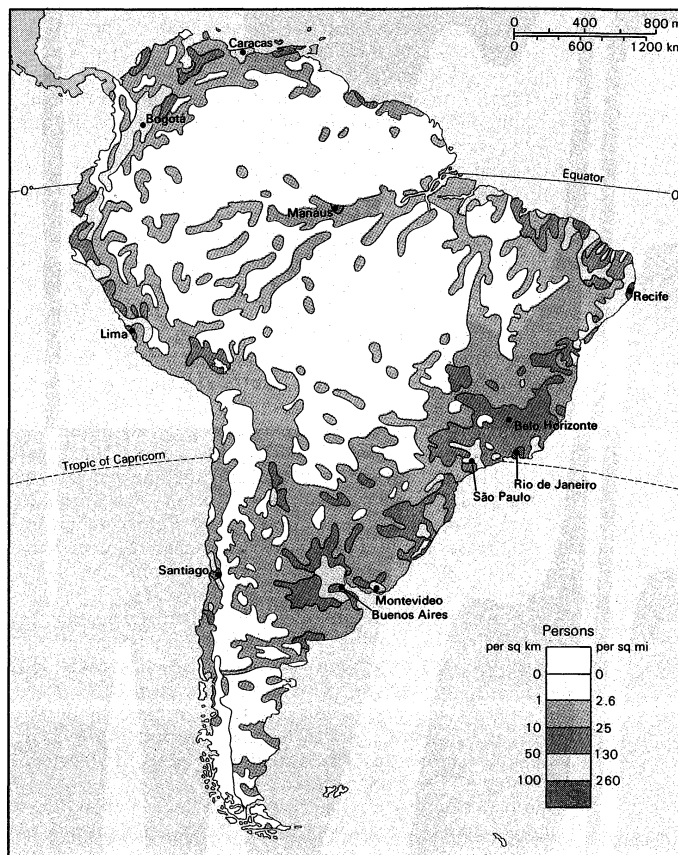 0 800 m
0 600 1200 km
Caracas
Bogotá
Equator
0°
0
Manaus
Recife
Lima
Belo Horizonte
Tropic of Capricorn
Rio de Janeiro
São Paulo
Santiago
Montevideo
Buenos Aires
Persons
per sq km per sq mi
0 0
1 2.6
10 25
50 130
100 260